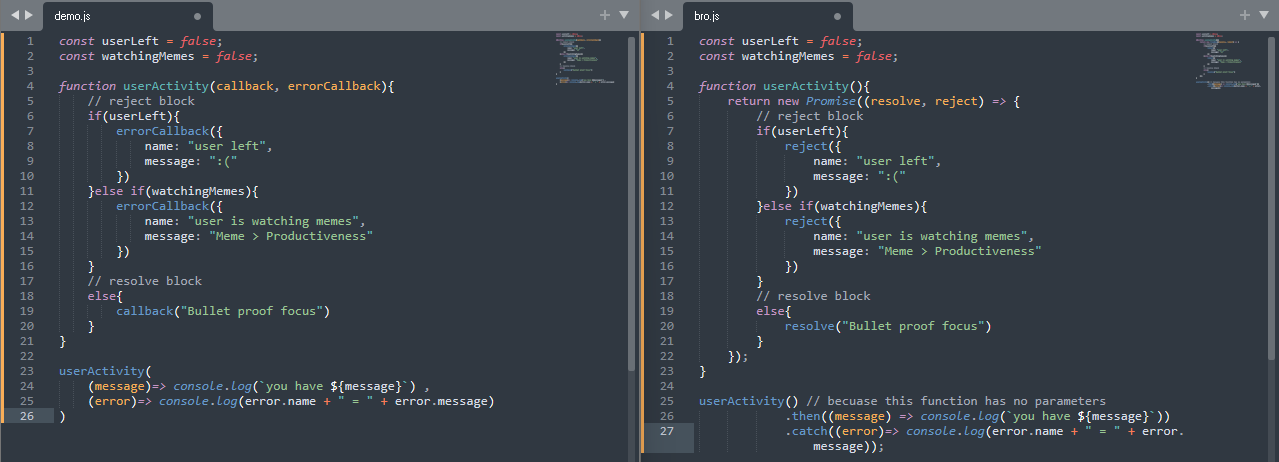 demo.js
1 const userLeft = false;
2 const watchingMemes = false;
3
4 function userActivity(callback, errorCallback){
5     // reject block
6     if(userLeft){
7         errorCallback({
8             name: "user left",
9             message: ":("
10         })
11     }else if(watchingMemes){
12         errorCallback({
13             name: "user is watching memes",
14             message: "Meme > Productiveness"
15         })
16     }
17     // resolve block
18     else{
19         callback("Bullet proof focus")
20     }
21 }
22
23 userActivity(
24     (message)=> console.log(`you have ${message}`) ,
25     (error)=> console.log(error.name + " = " + error.message)
26 )
bro.js
1 const userLeft = false;
2 const watchingMemes = false;
3
4 function userActivity(){
5     return new Promise((resolve, reject) => {
6         // reject block
7         if(userLeft){
8             reject({
9                 name: "user left",
10                 message: ":("
11             })
12         }else if(watchingMemes){
13             reject({
14                 name: "user is watching memes",
15                 message: "Meme > Productiveness"
16             })
17         }
18         // resolve block
19         else{
20             resolve("Bullet proof focus")
21         }
22     });
23 }
24
25 userActivity() // becuase this function has no parameters
26             .then((message) => console.log(`you have ${message}`))
27             .catch((error)=> console.log(error.name + " = " + error.
                message));